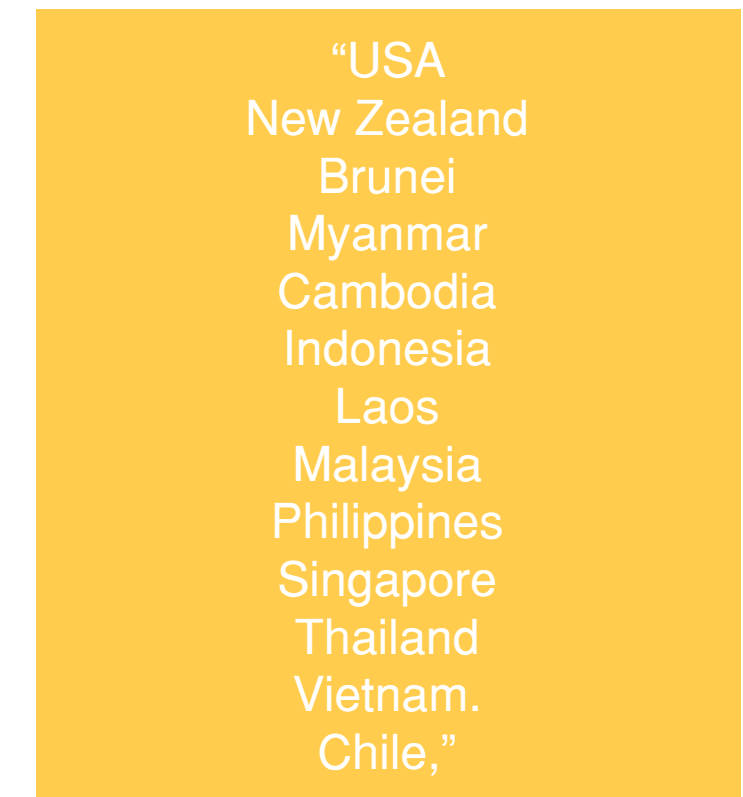 “USA
New Zealand
Brunei
Myanmar
Cambodia
Indonesia
Laos
Malaysia
Philippines
Singapore
Thailand
Vietnam.
Chile,”